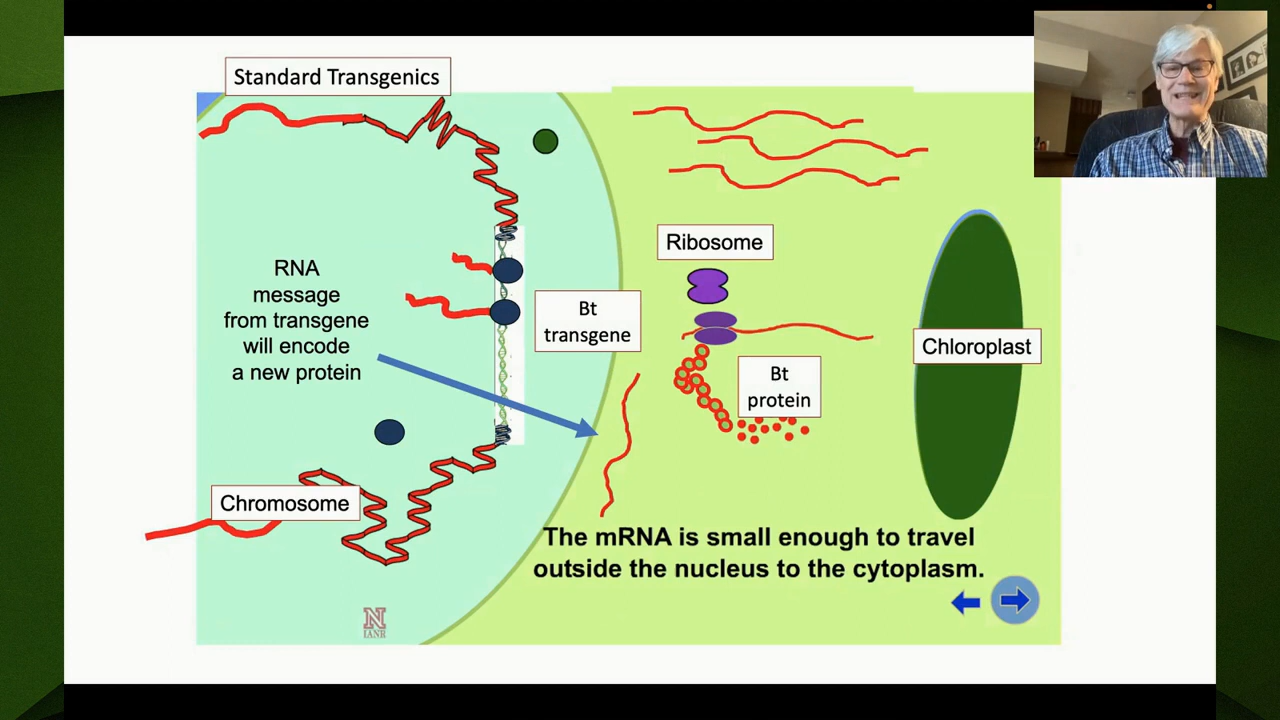 Standard Transgenics
RNA
message
from transgene
will encode
a new protein
Bt
transgene
Chromosome
Ribosome
Bt
protein
Chloroplast
The mRNA is small enough to travel
outside the nucleus to the cytoplasm.
N
IANR